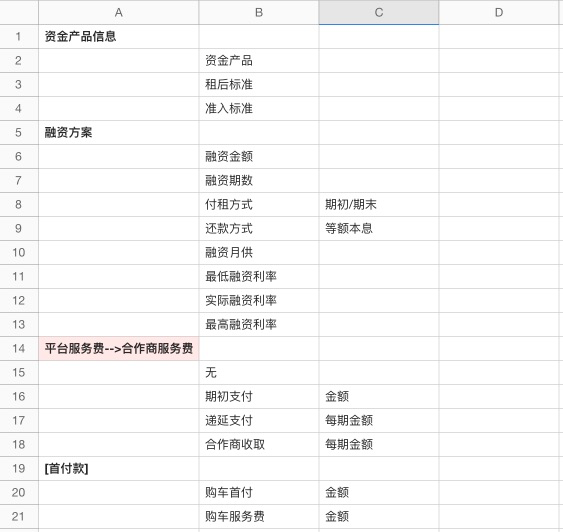 A B C D
1 资金产品信息
2 资金产品
3 租后标准
4 准入标准
5 融资方案
6 融资金额
7 融资期数
8 付租方式 期初/期末
9 还款方式 等额本息
10 融资月供
11 最低融资利率
12 实际融资利率
13 最高融资利率
14 平台服务费-->合作商服务费
15 无
16 期初支付 金额
17 递延支付 每期金额
18 合作商收取 每期金额
19 [首付款]
20 购车首付 金额
21 购车服务费 金额